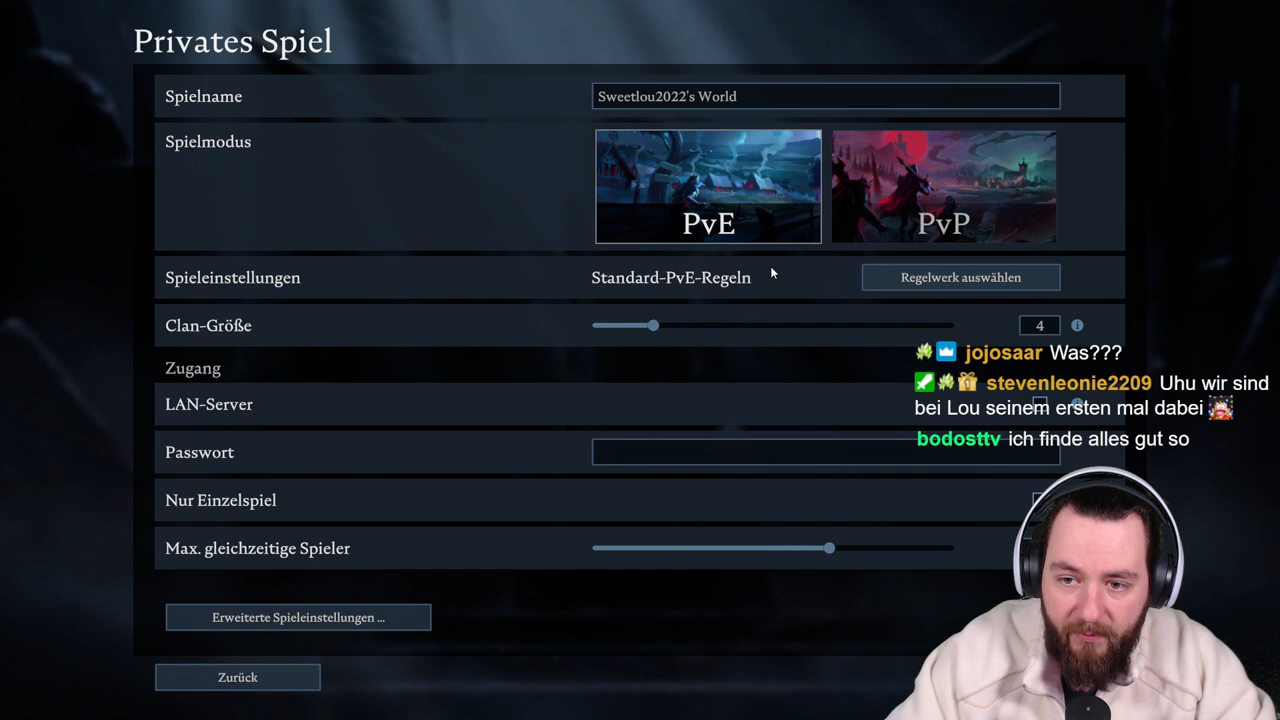 Privates Spiel
Spielname
Sweetlou2022's World
Spielmodus
PvE
PvP
Spieleinstellungen
Standard-PvE-Regeln
Regelwerk auswählen
Clan-Größe
4
i
Zugang
LAN-Server
Passwort
Nur Einzelspiel
Max. gleichzeitige Spieler
Erweiterte Spieleinstellungen ...
Zurück
jojosaar Was???
stevenleonie2209 Uhu wir sind
bei Lou seinem ersten mal dabei
bodosttv ich finde alles gut so